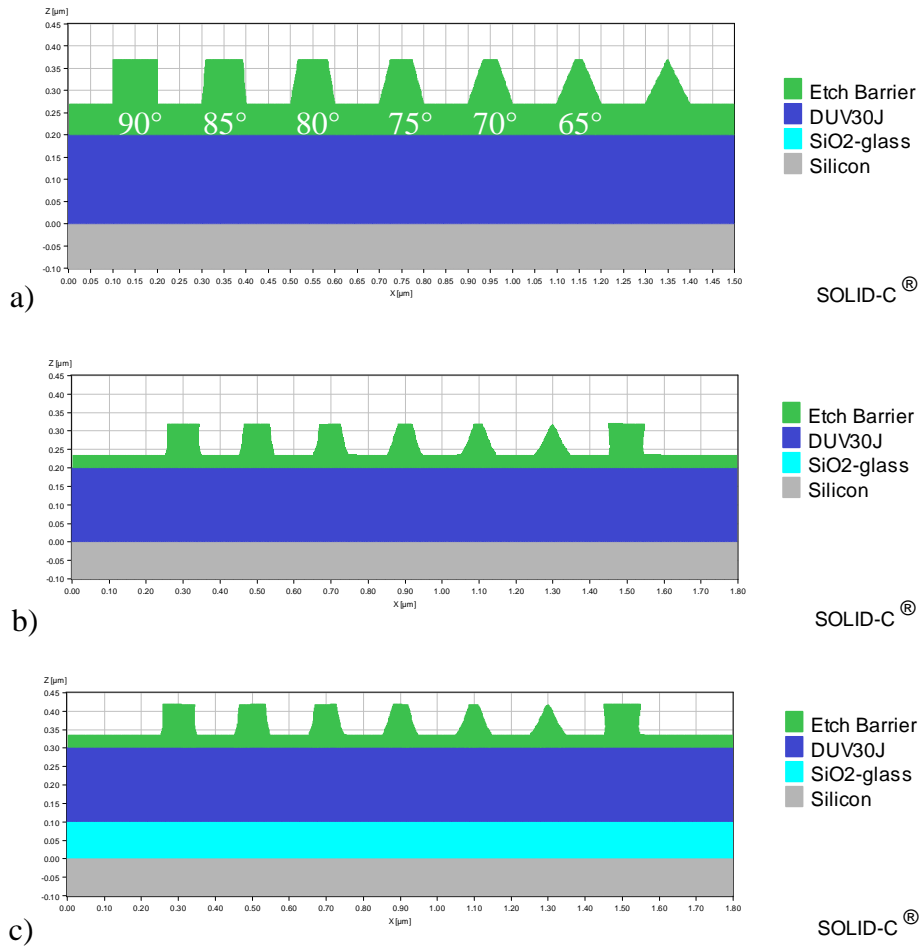 Z [µm]
0.45
0.40
0.35
0.30
0.25
0.20
0.15
0.10
0.05
0.00
-0.05
-0.10
90° 85° 80° 75° 70° 65°
0.00 0.05 0.10 0.15 0.20 0.25 0.30 0.35 0.40 0.45 0.50 0.55 0.60 0.65 0.70 0.75 0.80 0.85 0.90 0.95 1.00 1.05 1.10 1.15 1.20 1.25 1.30 1.35 1.40 1.45 1.50
X [µm]
Etch Barrier
DUV30J
SiO2-glass
Silicon
a)
SOLID-C ®
Z [µm]
0.45
0.40
0.35
0.30
0.25
0.20
0.15
0.10
0.05
0.00
-0.05
-0.10
0.00 0.10 0.20 0.30 0.40 0.50 0.60 0.70 0.80 0.90 1.00 1.10 1.20 1.30 1.40 1.50 1.60 1.70 1.80
X [µm]
Etch Barrier
DUV30J
SiO2-glass
Silicon
b)
SOLID-C ®
Z [µm]
0.45
0.40
0.35
0.30
0.25
0.20
0.15
0.10
0.05
0.00
-0.05
-0.10
0.00 0.10 0.20 0.30 0.40 0.50 0.60 0.70 0.80 0.90 1.00 1.10 1.20 1.30 1.40 1.50 1.60 1.70 1.80
X [µm]
Etch Barrier
DUV30J
SiO2-glass
Silicon
c)
SOLID-C ®